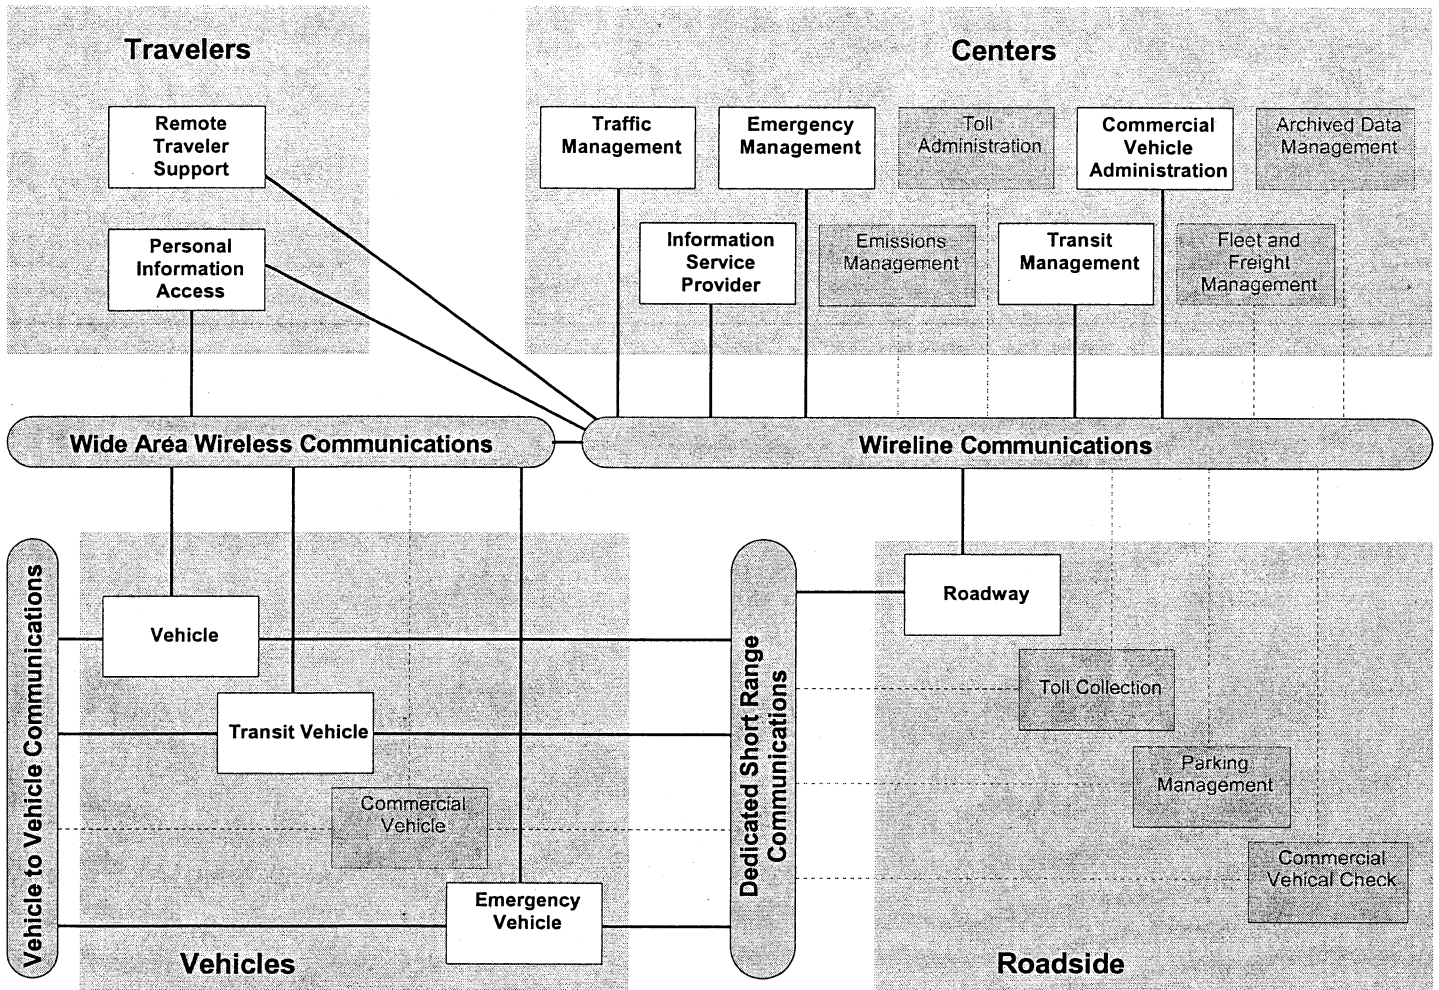 Travelers
Remote
Traveler
Support
Personal
Information
Access
Centers
Traffic
Management
Emergency
Management
Toll
Administration
Commercial
Vehicle
Administration
Archived Data
Management
Information
Service
Provider
Emissions
Management
Transit
Management
Fleet and
Freight
Management
Wide Area Wireless Communications
Wireline Communications
Vehicle to Vehicle Communications
Vehicle
Transit Vehicle
Commercial
Vehicle
Emergency
Vehicle
Vehicles
Dedicated Short Range
Communications
Roadway
Toll Collection
Parking
Management
Commercial
Vehical Check
Roadside